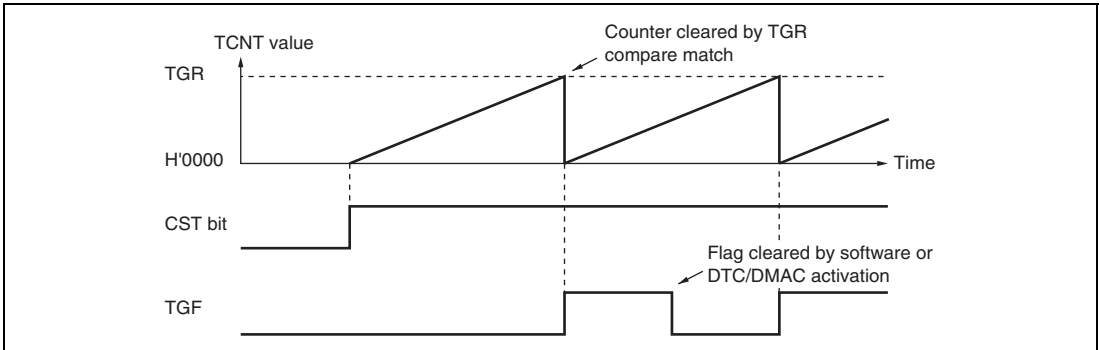 Counter cleared by TGR
compare match
TCNT value
TGR
H'0000
Time
CST bit
Flag cleared by software or
DTC/DMAC activation
TGF